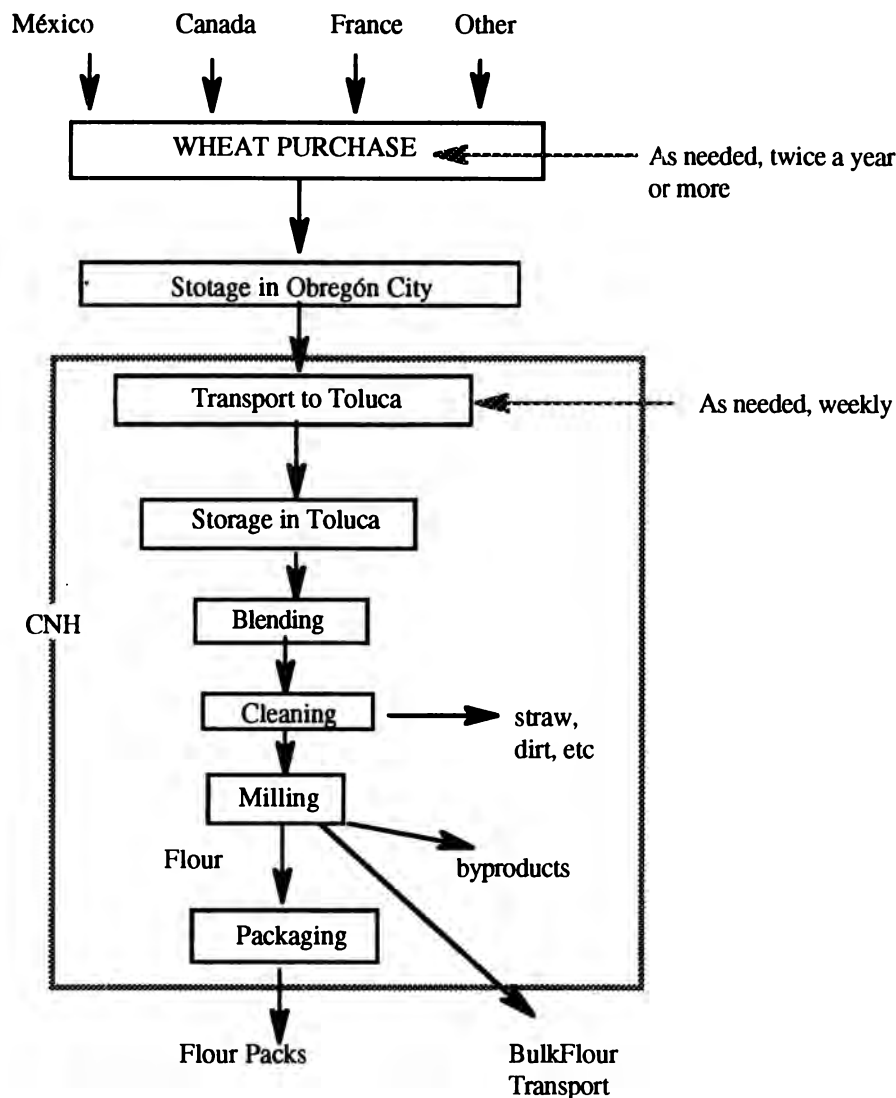 México Canada France Other
WHEAT PURCHASE
As needed, twice a year
or more
Stotage in Obregón City
Transport to Toluca
As needed, weekly
Storage in Toluca
CNH
Blending
Cleaning
straw,
dirt, etc
Milling
Flour
byproducts
Packaging
Flour Packs
BulkFlour
Transport